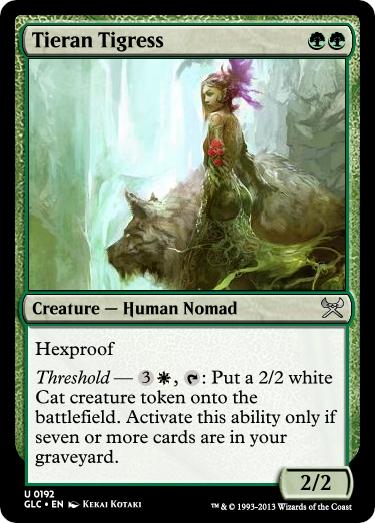 Tieran Tigress
Creature — Human Nomad
Hexproof
Threshold — 3, : Put a 2/2 white
Cat creature token onto the
battlefield. Activate this ability only if
seven or more cards are in your
graveyard.
2/2
U 0192
GLC • EN Kekai Kotaki
™ & © 1993-2013 Wizards of the Coast